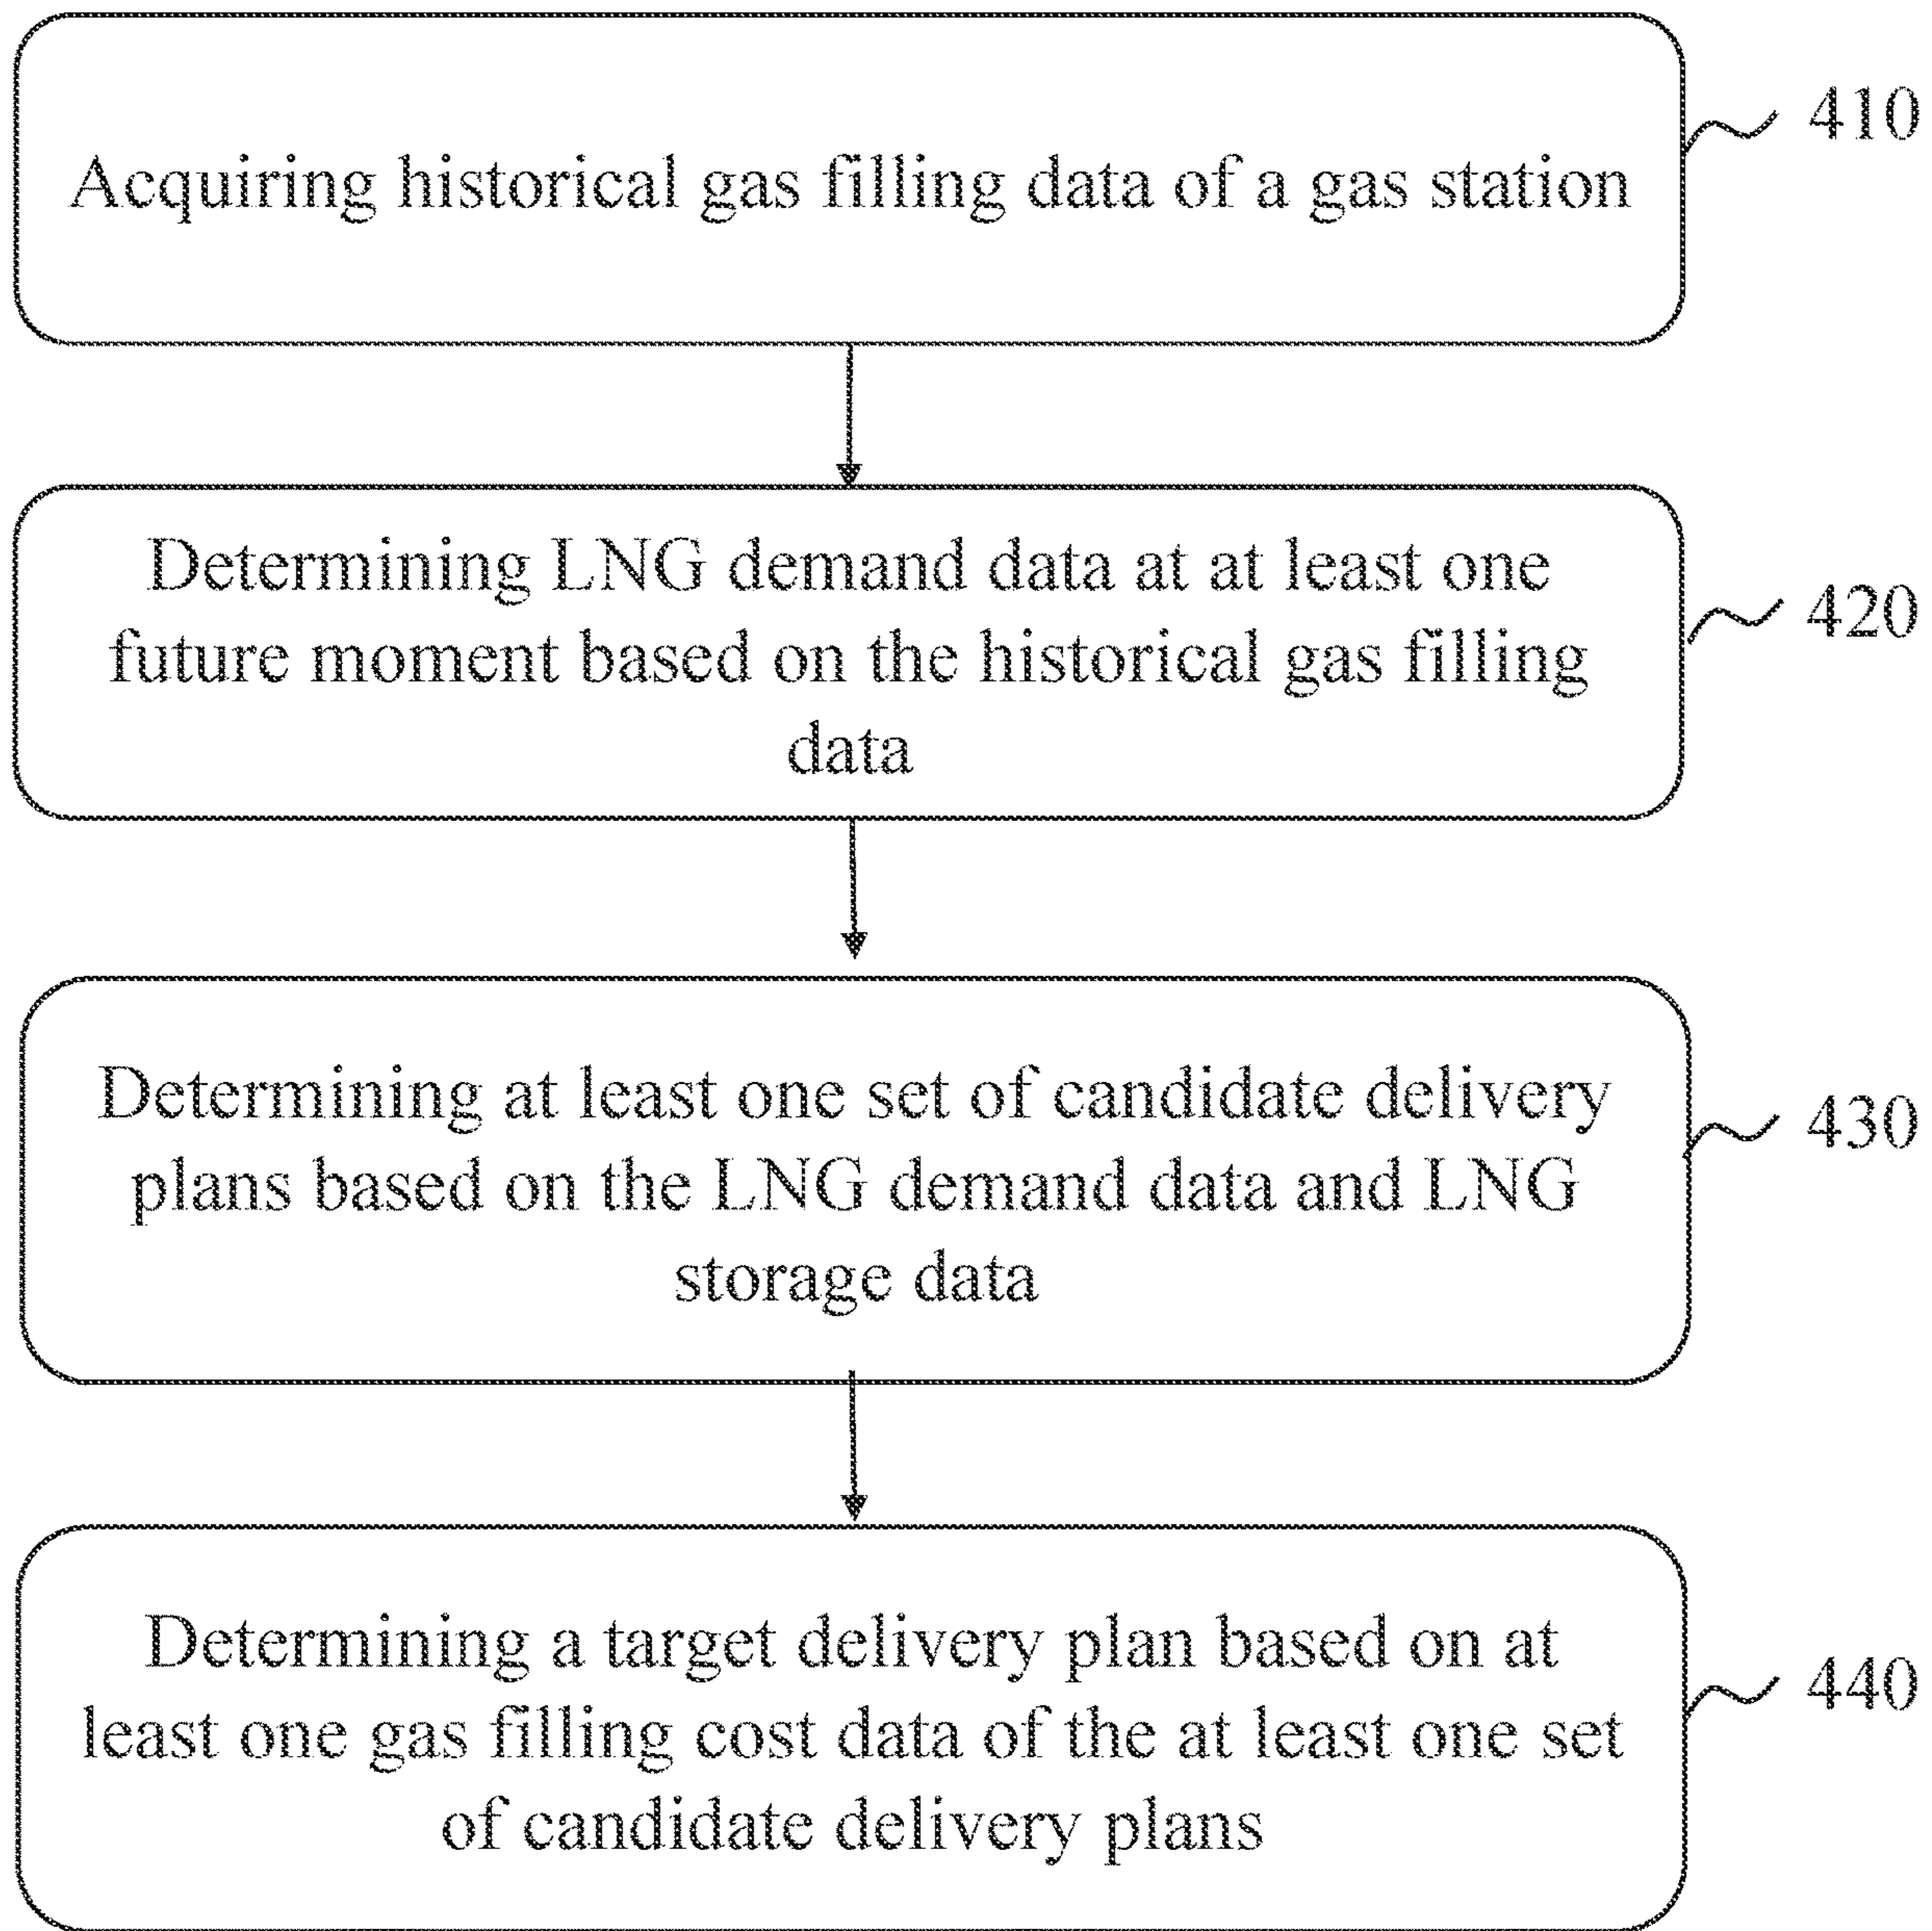 Acquiring historical gas filling data of a gas station
410
Determining LNG demand data at at least one
future moment based on the historical gas filling
data
420
Determining at least one set of candidate delivery
plans based on the LNG demand data and LNG
storage data
430
Determining a target delivery plan based on at
least one gas filling cost data of the at least one set
of candidate delivery plans
440